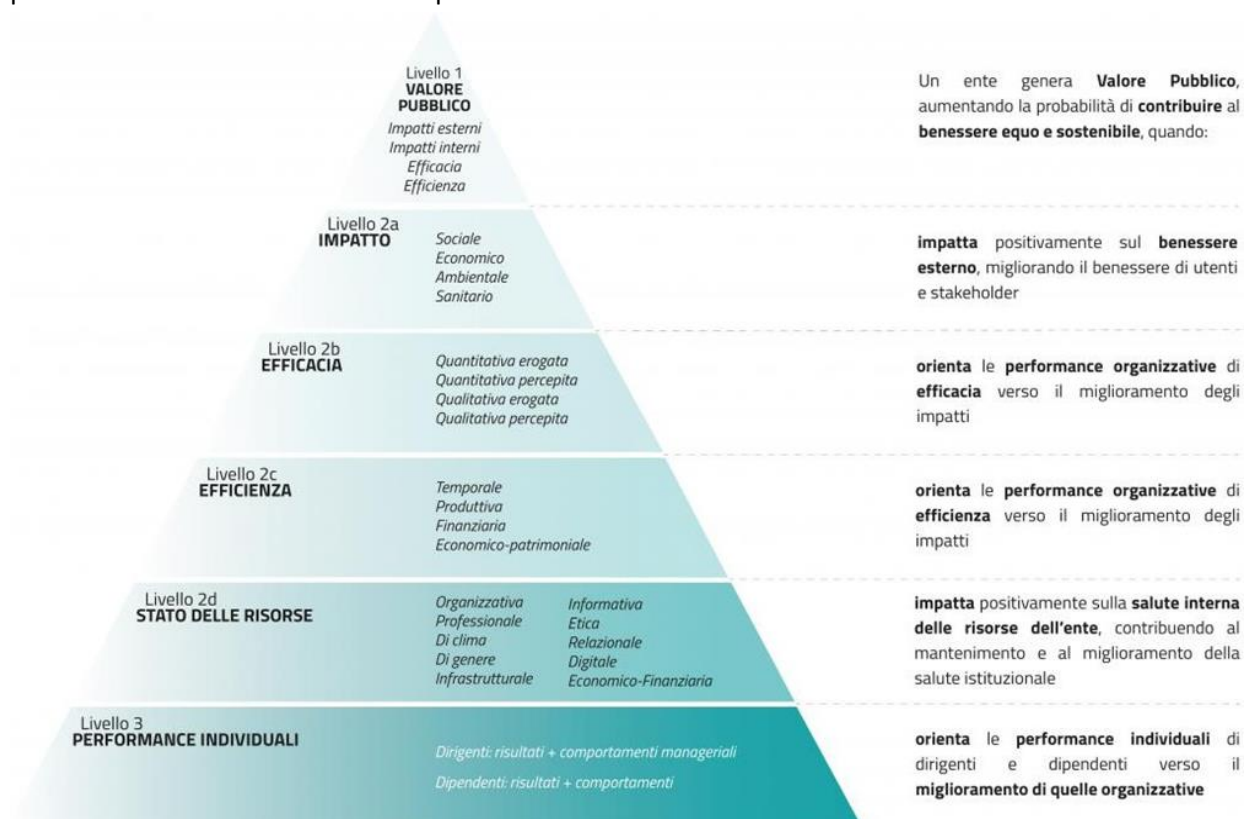 Livello 1
VALORE
PUBBLICO
Impatti esterni
Impatti interni
Efficacia
Efficienza
Un ente genera Valore Pubblico,
aumentando la probabilità di contribuire al
benessere equo e sostenibile, quando:
Livello 2a
IMPATTO
Sociale
Economico
Ambientale
Sanitario
impatta positivamente sul benessere
esterno, migliorando il benessere di utenti
e stakeholder
Livello 2b
EFFICACIA
Quantitativa erogata
Quantitativa percepita
Qualitativa erogata
Qualitativa percepita
orienta le performance organizzative di
efficacia verso il miglioramento degli
impatti
Livello 2c
EFFICIENZA
Temporale
Produttiva
Finanziaria
Economico-patrimoniale
orienta le performance organizzative di
efficienza verso il miglioramento degli
impatti
Livello 2d
STATO DELLE RISORSE
Organizzativa
Professionale
Di clima
Di genere
Infrastrutturale
Informativa
Etica
Relazionale
Digitale
Economico-Finanziaria
impatta positivamente sulla salute interna
delle risorse dell'ente, contribuendo al
mantenimento e al miglioramento della
salute istituzionale
Livello 3
PERFORMANCE INDIVIDUALI
Dirigenti: risultati + comportamenti manageriali
Dipendenti: risultati + comportamenti
orienta le performance individuali di
dirigenti e dipendenti verso il
miglioramento di quelle organizzative